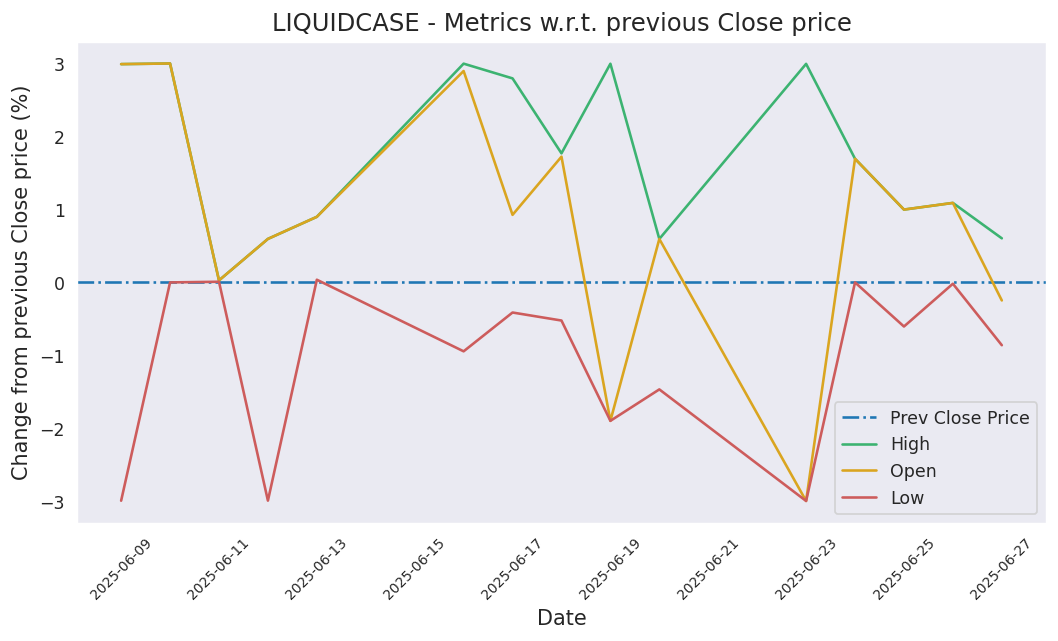 LIQUIDCASE - Metrics w.r.t. previous Close price
Change from previous Close price (%)
3
2
1
0
−1
−2
−3
Prev Close Price
High
Open
Low
2025-06-09
2025-06-11
2025-06-13
2025-06-15
2025-06-17
2025-06-19
2025-06-21
2025-06-23
2025-06-25
2025-06-27
Date